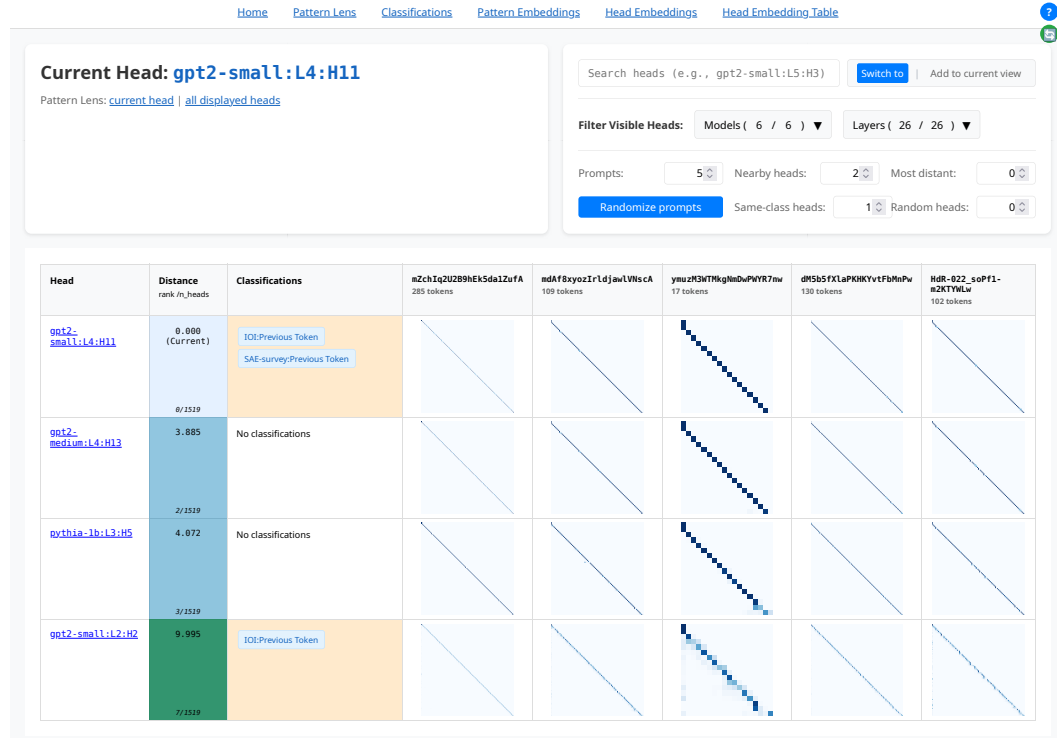 Home Pattern Lens Classifications Pattern Embeddings Head Embeddings Head Embedding Table
?
Current Head: gpt2-small:L4:H11
Pattern Lens: current head | all displayed heads
Search heads (e.g., gpt2-small:L5:H3) Switch to | Add to current view
Filter Visible Heads: Models ( 6 / 6 ) ▼ Layers ( 26 / 26 ) ▼
Prompts: 5 Nearby heads: 2 Most distant: 0
Randomize prompts Same-class heads: 1 Random heads: 0
Head Distance Classifications mZchIq2U2B9hEk5da1ZufA mdAf8xyozIrldjawlVNscA ymuzM3WTMkgNmDwPWYR7nw dM5b5fXlaPKHKYvtFbMnPw HdR-022_soPf1-
rank /n_heads 285 tokens 109 tokens 17 tokens 130 tokens m2KTYWLw
102 tokens
gpt2-
small:L4:H11
0.000
(Current)
0/1519
IOI:Previous Token
SAE-survey:Previous Token
gpt2-
medium:L4:H13
3.885
2/1519
No classifications
pythia-1b:L3:H5
4.072
3/1519
No classifications
gpt2-small:L2:H2
9.995
7/1519
IOI:Previous Token